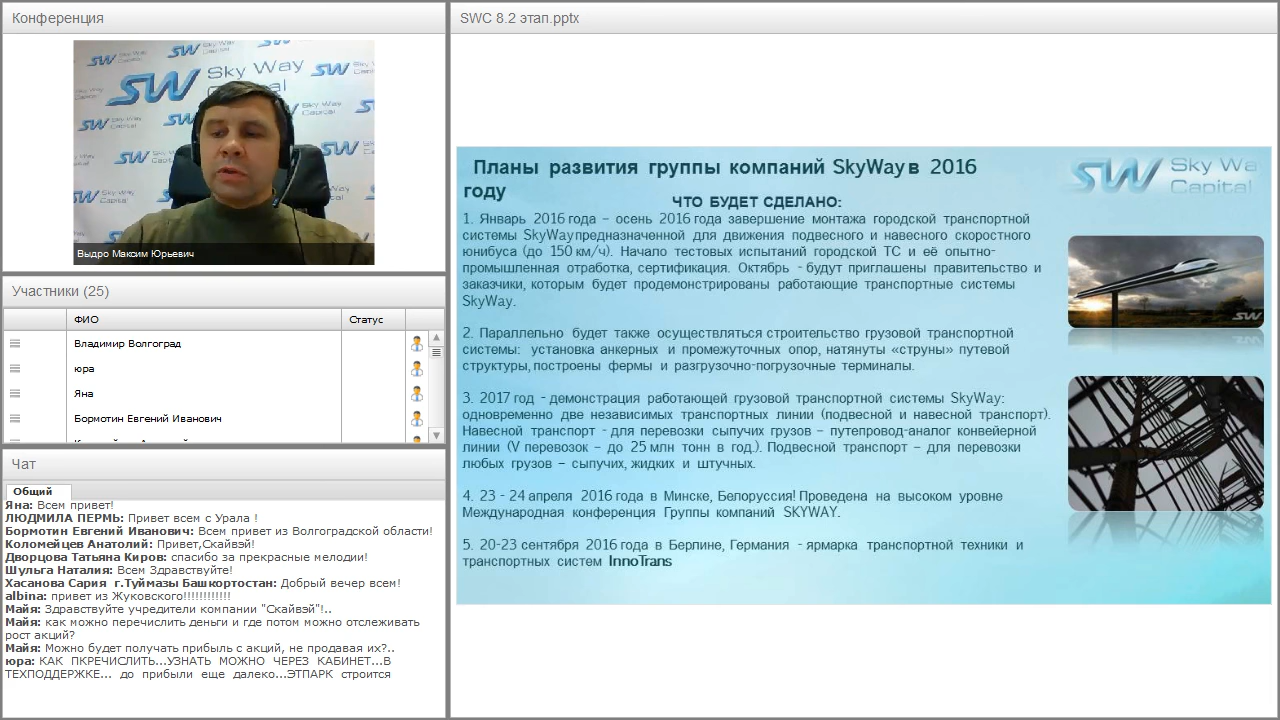 Конференция
SW Sky Way Capital
Выдро Максим Юрьевич
Участники (25)
ФИО
Статус
Владимир Волгоград
юра
Яна
Бормотин Евгений Иванович
Чат
Общий
Яна: Всем привет!
ЛЮДМИЛА ПЕРМЬ: Привет всем с Урала !
Бормотин Евгений Иванович: Всем привет из Волгоградской области!
Коломейцев Анатолий: Привет,Скайвэй!
Дворцова Татьяна Киров: спасибо за прекрасные мелодии!
Шульга Наталия: Всем Здравствуйте!
Хасанова Сария г.Туймазы Башкортостан: Добрый вечер всем!
albina: привет из Жуковского!!!!!!!!!!!!
Майя: Здравствуйте учредители компании "Скайвэй"!..
Майя: как можно перечислить деньги и где потом можно отслеживать
рост акций?
Майя: Можно будет получать прибыль с акций, не продавая их?..
юра: КАК ПКРЕЧИСЛИТЬ...УЗНАТЬ МОЖНО ЧЕРЕЗ КАБИНЕТ...В
ТЕХПОДДЕРЖКЕ... до прибыли еще далеко...ЭТПАРК строится
SWC 8.2 этап.pptx
Планы развития группы компаний SkyWay в 2016
году
ЧТО БУДЕТ СДЕЛАНО:
1. Январь 2016 года – осень 2016 года завершение монтажа городской транспортной
системы SkyWay предназначенной для движения подвесного и навесного скоростного
юнибуса (до 150 км/ч). Начало тестовых испытаний городской ТС и её опытно-
промышленная отработка, сертификация. Октябрь - будут приглашены правительство и
заказчики, которым будет продемонстрированы работающие транспортные системы
SkyWay.
2. Параллельно будет также осуществляться строительство грузовой транспортной
системы: установка анкерных и промежуточных опор, натянуты «струны» путевой
структуры, построены фермы и разгрузочно-погрузочные терминалы.
3. 2017 год - демонстрация работающей грузовой транспортной системы SkyWay:
одновременно две независимых транспортных линии (подвесной и навесной транспорт).
Навесной транспорт - для перевозки сыпучих грузов – путепровод-аналог конвейерной
линии (V перевозок – до 25 млн тонн в год.). Подвесной транспорт – для перевозки
любых грузов – сыпучих, жидких и штучных.
4. 23 - 24 апреля 2016 года в Минске, Белоруссия! Проведена на высоком уровне
Международная конференция Группы компаний SKYWAY.
5. 20-23 сентября 2016 года в Берлине, Германия - ярмарка транспортной техники и
транспортных систем InnoTrans
SW Sky Wa
Capital
SW